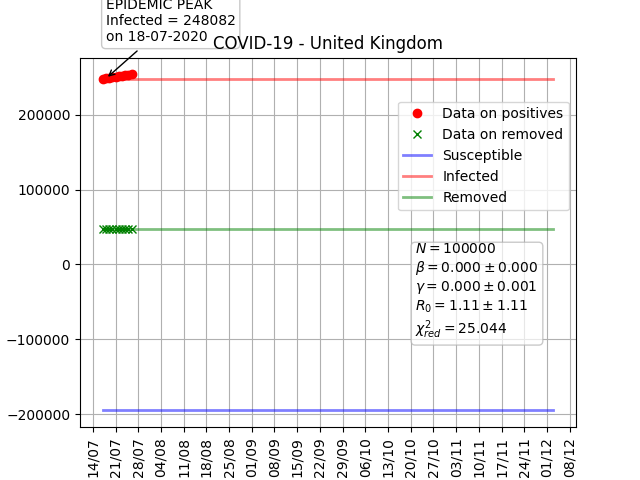 EPIDEMIC PEAK
Infected = 248082
on 18-07-2020
COVID-19 - United Kingdom
200000
100000
0
−100000
−200000
Data on positives
Data on removed
Susceptible
Infected
Removed
N = 100000
β = 0.000 ± 0.000
γ = 0.000 ± 0.001
R₀ = 1.11 ± 1.11
χ²red = 25.044
14/07
21/07
28/07
04/08
11/08
18/08
25/08
01/09
08/09
15/09
22/09
29/09
06/10
13/10
20/10
27/10
03/11
10/11
17/11
24/11
01/12
08/12